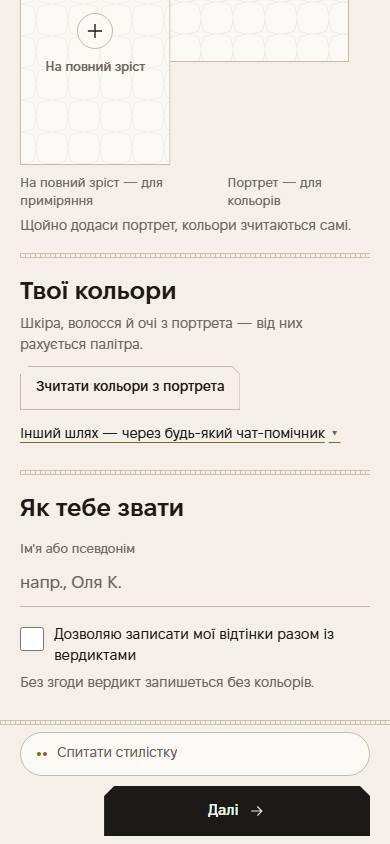 На повний зріст
На повний зріст — для
приміряння
Портрет — для
кольорів
Щойно додаси портрет, кольори зчитаються самі.
Твої кольори
Шкіра, волосся й очі з портрета — від них
рахується палітра.
Зчитати кольори з портрета
Інший шлях — через будь-який чат-помічник ▾
Як тебе звати
Ім'я або псевдонім
напр., Оля К.
Дозволяю записати мої відтінки разом із
вердиктами
Без згоди вердикт запишеться без кольорів.
Спитати стилістку
Далі →